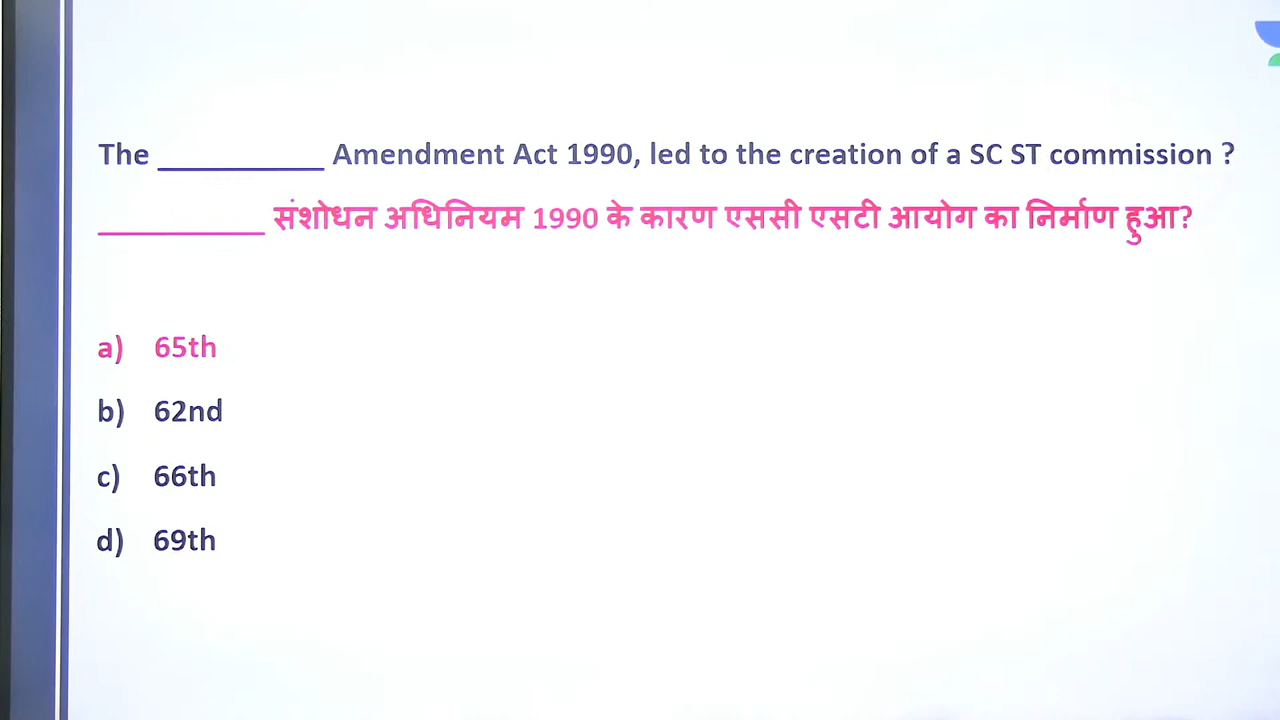 The ___________ Amendment Act 1990, led to the creation of a SC ST commission ?
___________ संशोधन अधिनियम 1990 के कारण एससी एसटी आयोग का निर्माण हुआ?
a) 65th
b) 62nd
c) 66th
d) 69th